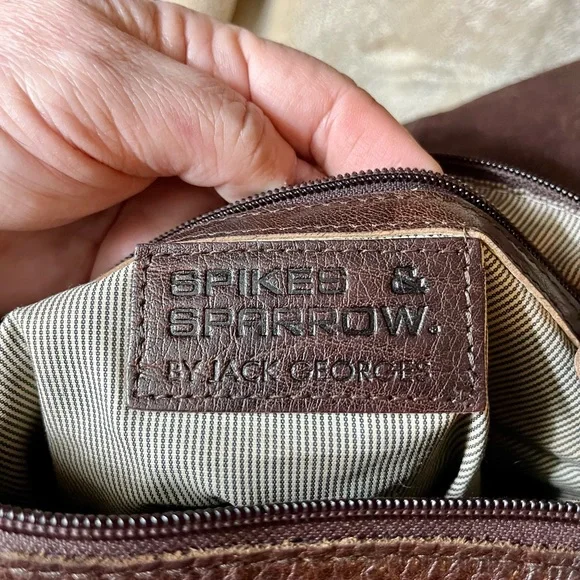 SPIKES &
SPARROW.
BY JACK GEORGES